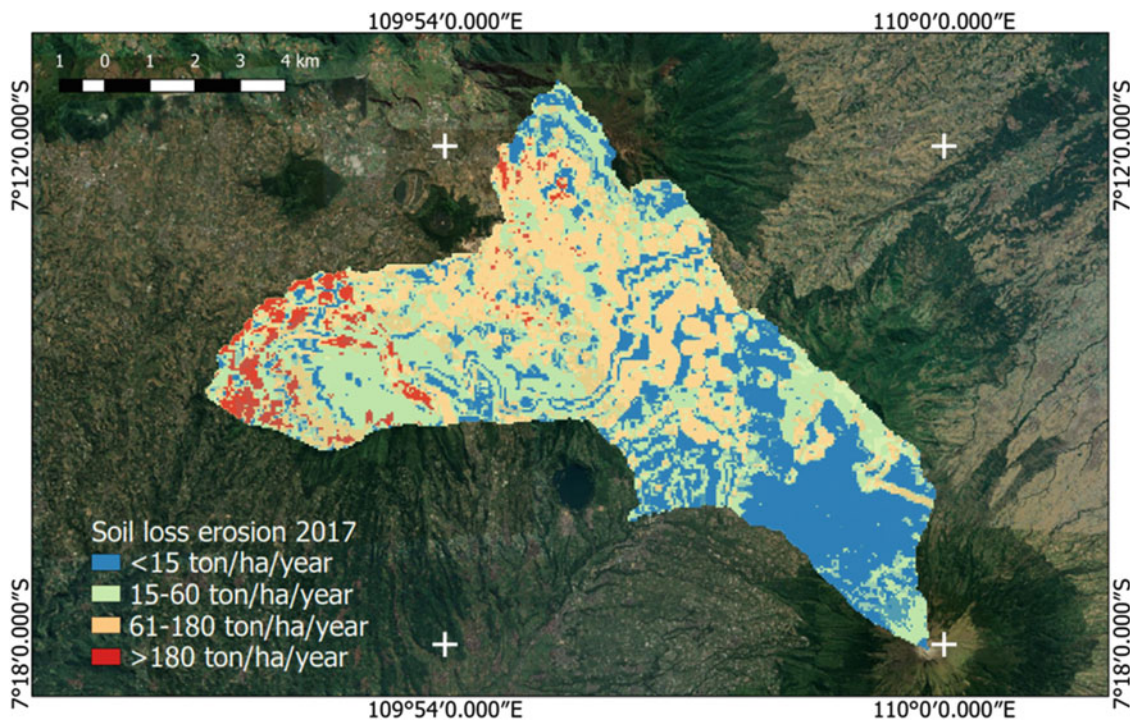 109°54′0.000″E 110°0′0.000″E
1 0 1 2 3 4 km
7°12′0.000″S 7°12′0.000″S
Soil loss erosion 2017
<15 ton/ha/year
15-60 ton/ha/year
61-180 ton/ha/year
>180 ton/ha/year
7°18′0.000″S 7°18′0.000″S
109°54′0.000″E 110°0′0.000″E